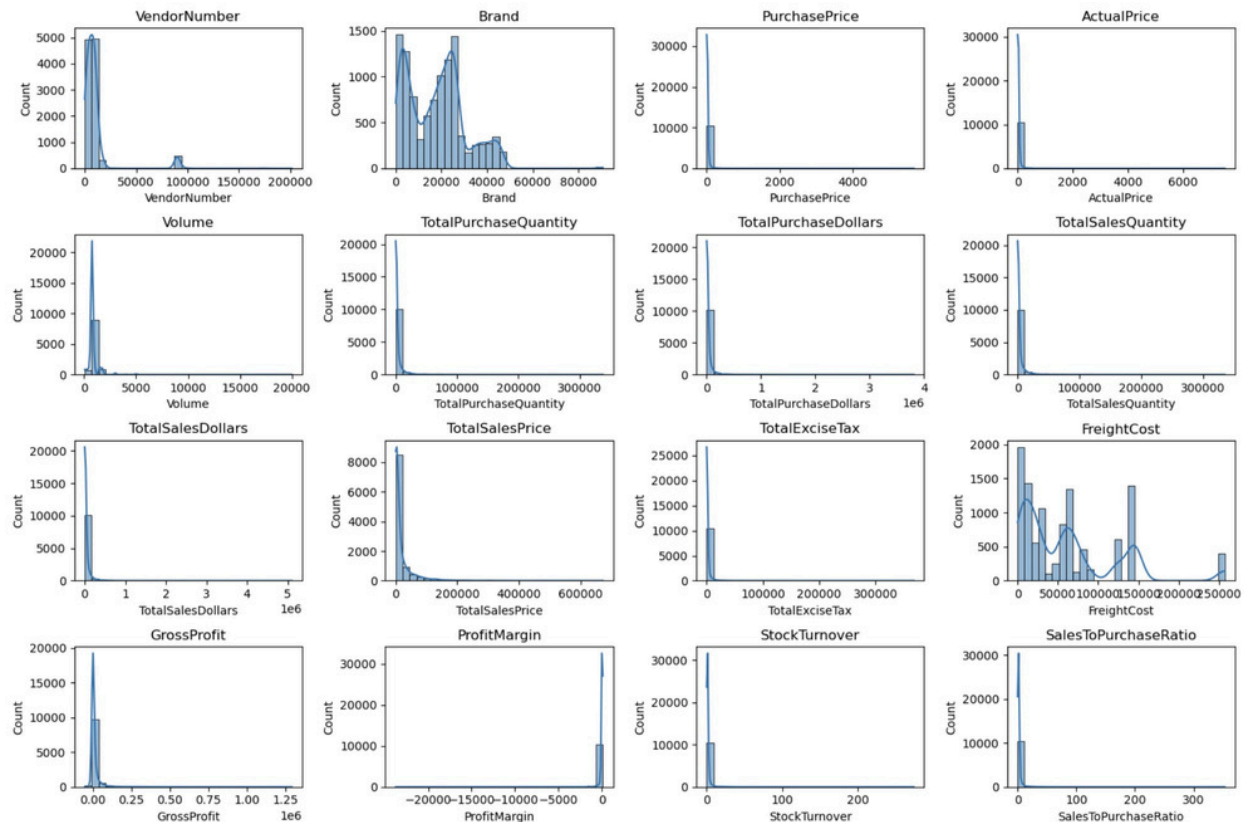 VendorNumber
Brand
PurchasePrice
ActualPrice
Count
5000
4000
3000
2000
1000
0
0 50000 100000 150000 200000
VendorNumber
Count
1500
1000
500
0
0 20000 40000 60000 80000
Brand
Count
30000
20000
10000
0
0 2000 4000
PurchasePrice
Count
30000
20000
10000
0
0 2000 4000 6000
ActualPrice
Volume
TotalPurchaseQuantity
TotalPurchaseDollars
TotalSalesQuantity
Count
20000
15000
10000
5000
0
0 5000 10000 15000 20000
Volume
Count
20000
15000
10000
5000
0
0 100000 200000 300000
TotalPurchaseQuantity
Count
20000
15000
10000
5000
0
0 1 2 3 4
TotalPurchaseDollars 1e6
Count
20000
15000
10000
5000
0
0 100000 200000 300000
TotalSalesQuantity
TotalSalesDollars
TotalSalesPrice
TotalExciseTax
FreightCost
Count
20000
15000
10000
5000
0
0 1 2 3 4 5
TotalSalesDollars 1e6
Count
8000
6000
4000
2000
0
0 200000 400000 600000
TotalSalesPrice
Count
25000
20000
15000
10000
5000
0
0 100000 200000 300000
TotalExciseTax
Count
2000
1500
1000
500
0
0 50000 100000 150000 200000 250000
FreightCost
GrossProfit
ProfitMargin
StockTurnover
SalesToPurchaseRatio
Count
20000
15000
10000
5000
0
0.00 0.25 0.50 0.75 1.00 1.25
GrossProfit 1e6
Count
30000
20000
10000
0
−20000 −15000 −10000 −5000 0
ProfitMargin
Count
30000
20000
10000
0
0 100 200
StockTurnover
Count
30000
20000
10000
0
0 100 200 300
SalesToPurchaseRatio